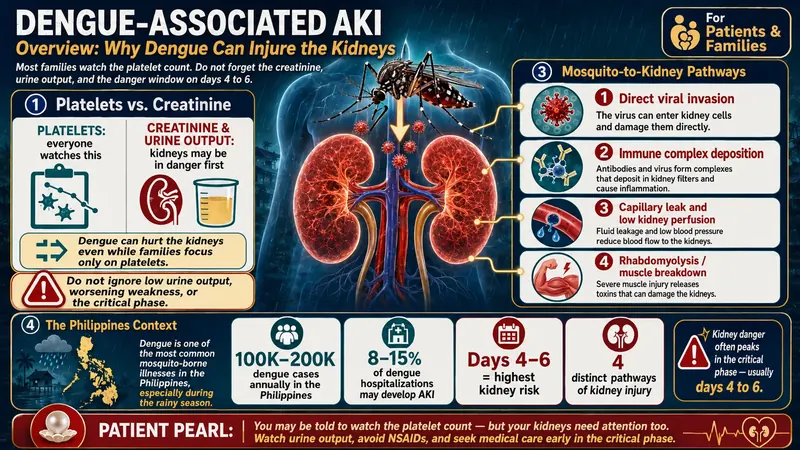 DENGUE-ASSOCIATED AKI
Overview: Why Dengue Can Injure the Kidneys
Most families watch the platelet count. Do not forget the creatinine,
urine output, and the danger window on days 4 to 6.
For
Patients &
Families
1 Platelets vs. Creatinine
PLATELETS:
everyone
watches this
CREATININE &
URINE OUTPUT:
kidneys may be
in danger first
Dengue can hurt the kidneys
even while families focus
only on platelets.
Do not ignore low urine output,
worsening weakness, or
the critical phase.
3 Mosquito-to-Kidney Pathways
1 Direct viral invasion
The virus can enter kidney cells
and damage them directly.
2 Immune complex deposition
Antibodies and virus form complexes
that deposit in kidney filters and
cause inflammation.
3 Capillary leak and
low kidney perfusion
Fluid leakage and low blood pressure
reduce blood flow to the kidneys.
4 Rhabdomyolysis /
muscle breakdown
Severe muscle injury releases
toxins that can damage the kidneys.
4 The Philippines Context
Dengue is one of
the most common
mosquito-borne
illnesses in the
Philippines,
especially during
the rainy season.
100K–200K
dengue cases
annually in the
Philippines
8–15%
of dengue
hospitalizations
may develop AKI
Days 4–6
= highest
kidney risk
4
distinct pathways
of kidney injury
Kidney danger
often peaks in
the critical
phase — usually
days 4 to 6.
PATIENT PEARL:
You may be told to watch the platelet count — but your kidneys need attention too.
Watch urine output, avoid NSAIDs, and seek medical care early in the critical phase.